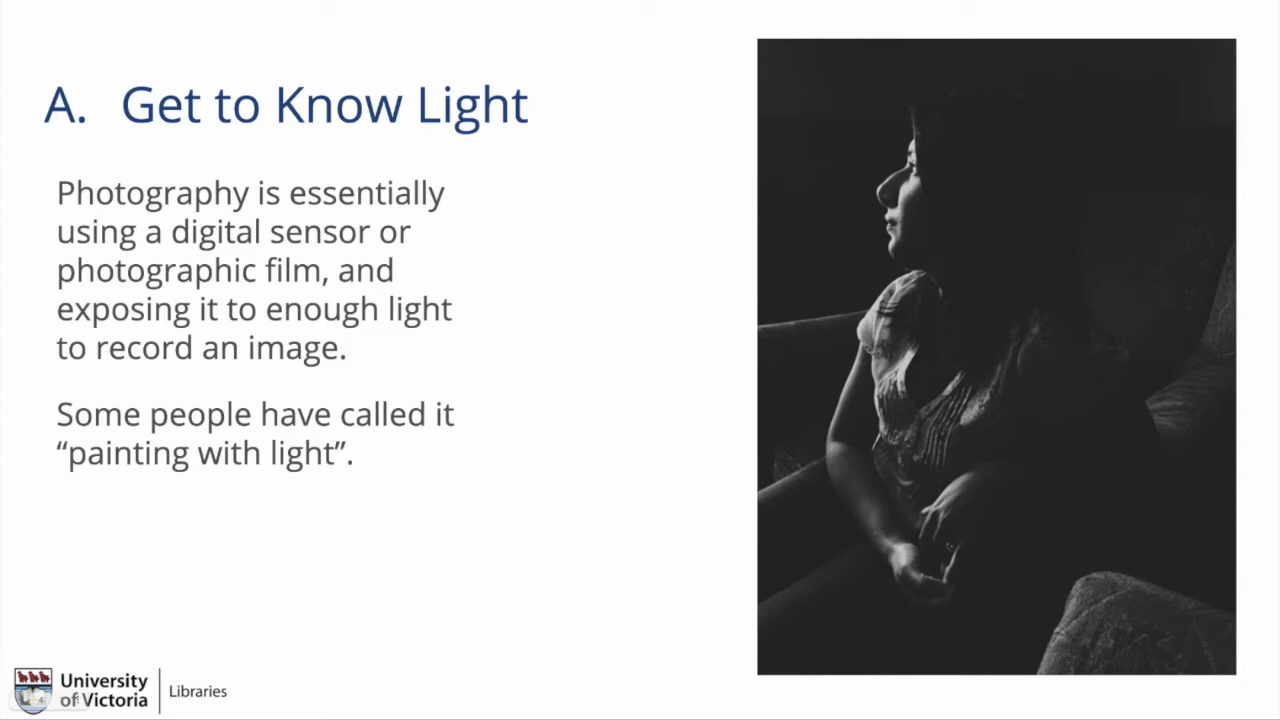 A. Get to Know Light
Photography is essentially
using a digital sensor or
photographic film, and
exposing it to enough light
to record an image.
Some people have called it
“painting with light”.
University
of Victoria
Libraries